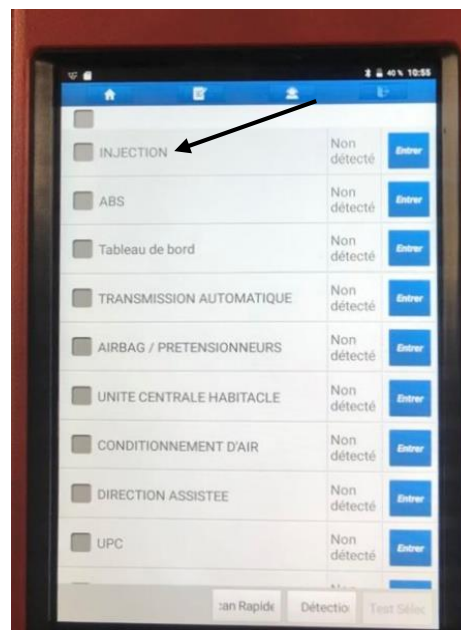 40 % 10:55
INJECTION Non détecté Entrer
ABS Non détecté Entrer
Tableau de bord Non détecté Entrer
TRANSMISSION AUTOMATIQUE Non détecté Entrer
AIRBAG / PRETENSIONNEURS Non détecté Entrer
UNITE CENTRALE HABITACLE Non détecté Entrer
CONDITIONNEMENT D'AIR Non détecté Entrer
DIRECTION ASSISTEE Non détecté Entrer
UPC Non détecté Entrer
can Rapide Détectio Test Sélec